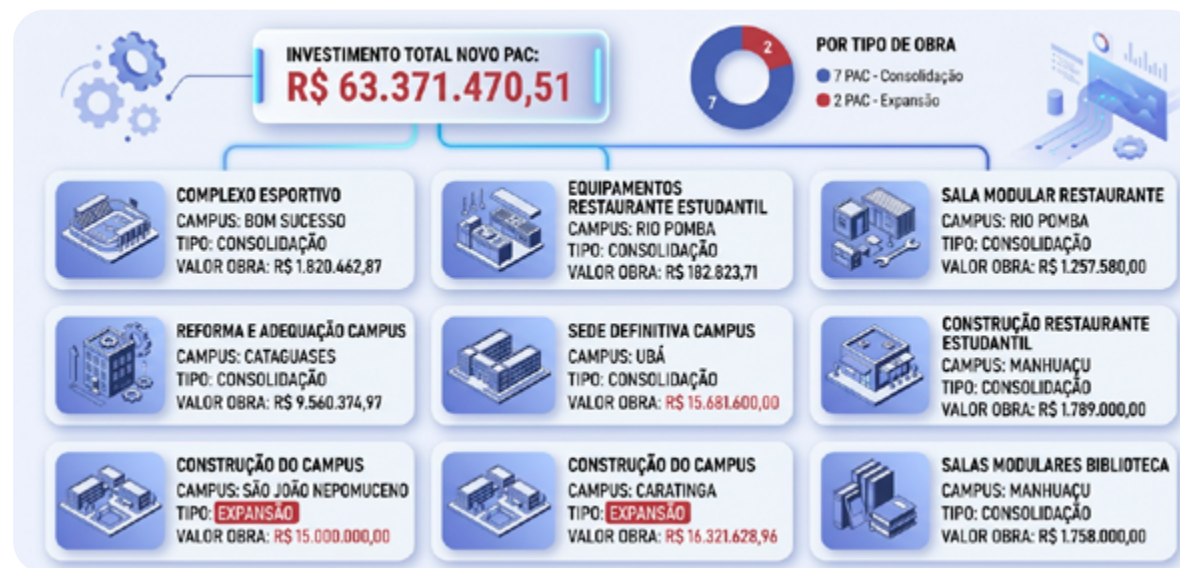 INVESTIMENTO TOTAL NOVO PAC:
R$ 63.371.470,51
2
7
POR TIPO DE OBRA
7 PAC - Consolidação
2 PAC - Expansão
COMPLEXO ESPORTIVO
CAMPUS: BOM SUCESSO
TIPO: CONSOLIDAÇÃO
VALOR OBRA: R$ 1.820.462,87
EQUIPAMENTOS
RESTAURANTE ESTUDANTIL
CAMPUS: RIO POMBA
TIPO: CONSOLIDAÇÃO
VALOR OBRA: R$ 182.823,71
SALA MODULAR RESTAURANTE
CAMPUS: RIO POMBA
TIPO: CONSOLIDAÇÃO
VALOR OBRA: R$ 1.257.580,00
REFORMA E ADEQUAÇÃO CAMPUS
CAMPUS: CATAGUASES
TIPO: CONSOLIDAÇÃO
VALOR OBRA: R$ 9.560.374,97
SEDE DEFINITIVA CAMPUS
CAMPUS: UBÁ
TIPO: CONSOLIDAÇÃO
VALOR OBRA: R$ 15.681.600,00
CONSTRUÇÃO RESTAURANTE
ESTUDANTIL
CAMPUS: MANHUAÇU
TIPO: CONSOLIDAÇÃO
VALOR OBRA: R$ 1.789.000,00
CONSTRUÇÃO DO CAMPUS
CAMPUS: SÃO JOÃO NEPOMUCENO
TIPO: EXPANSÃO
VALOR OBRA: R$ 15.000.000,00
CONSTRUÇÃO DO CAMPUS
CAMPUS: CARATINGA
TIPO: EXPANSÃO
VALOR OBRA: R$ 16.321.628,96
SALAS MODULARES BIBLIOTECA
CAMPUS: MANHUAÇU
TIPO: CONSOLIDAÇÃO
VALOR OBRA: R$ 1.758.000,00